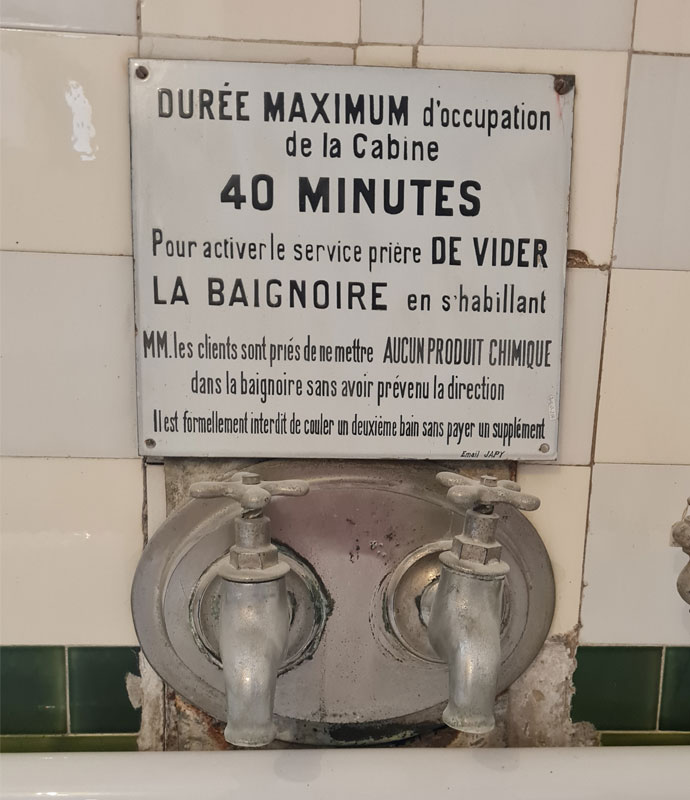 DURÉE MAXIMUM d'occupation
de la Cabine
40 MINUTES
Pour activer le service prière DE VIDER
LA BAIGNOIRE en s'habillant
MM. les clients sont priés de ne mettre AUCUN PRODUIT CHIMIQUE
dans la baignoire sans avoir prévenu la direction
Il est formellement interdit de couler un deuxième bain sans payer un supplément
Email JAPY